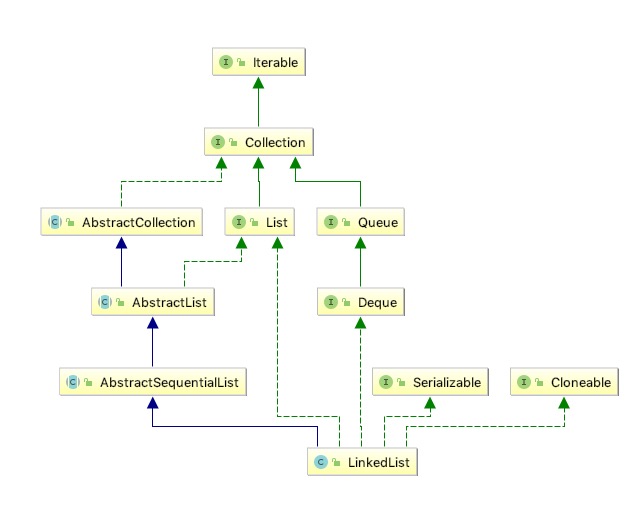 Iterable
Collection
AbstractCollection
List
Queue
AbstractList
Deque
AbstractSequentialList
Serializable
Cloneable
LinkedList